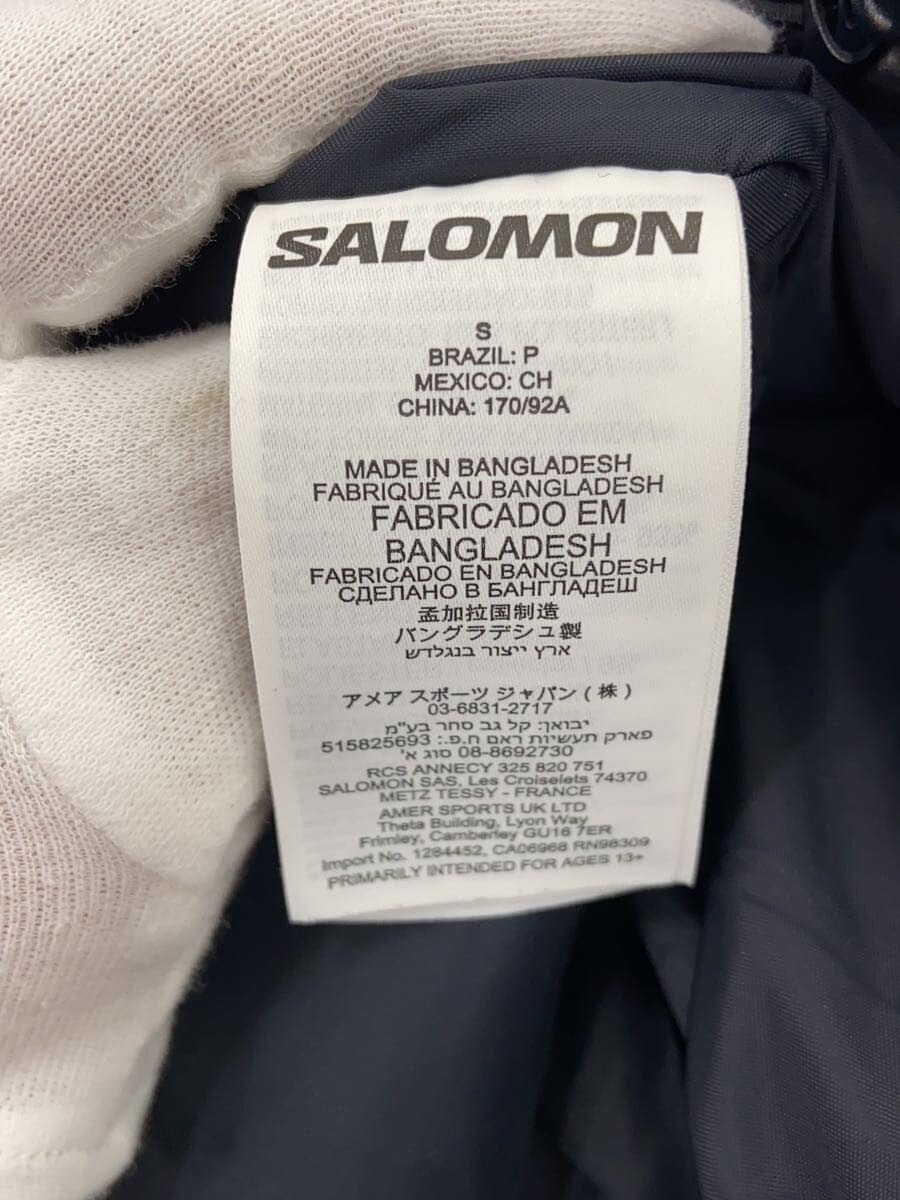 SALOMON
S
BRAZIL: P
MEXICO: CH
CHINA: 170/92A
MADE IN BANGLADESH
FABRIQUÉ AU BANGLADESH
FABRICADO EM
BANGLADESH
FABRICADO EN BANGLADESH
СДЕЛАНО В БАНГЛАДЕШ
孟加拉国制造
バングラデシュ製
ארץ ייצור בנגלדש
アメア スポーツ ジャパン (株)
03-6831-2717
יבואן: קל גב סחר בע"מ
פארק תעשיות ראם ח.פ.: 515825693
08-8692730 סוג א'
RCS ANNECY 325 820 751
SALOMON SAS, Les Croiselets 74370
METZ TESSY - FRANCE
AMER SPORTS UK LTD
Theta Building, Lyon Way
Frimley, Camberley GU16 7ER
Import No. 1284452, CA06968 RN98309
PRIMARILY INTENDED FOR AGES 13+